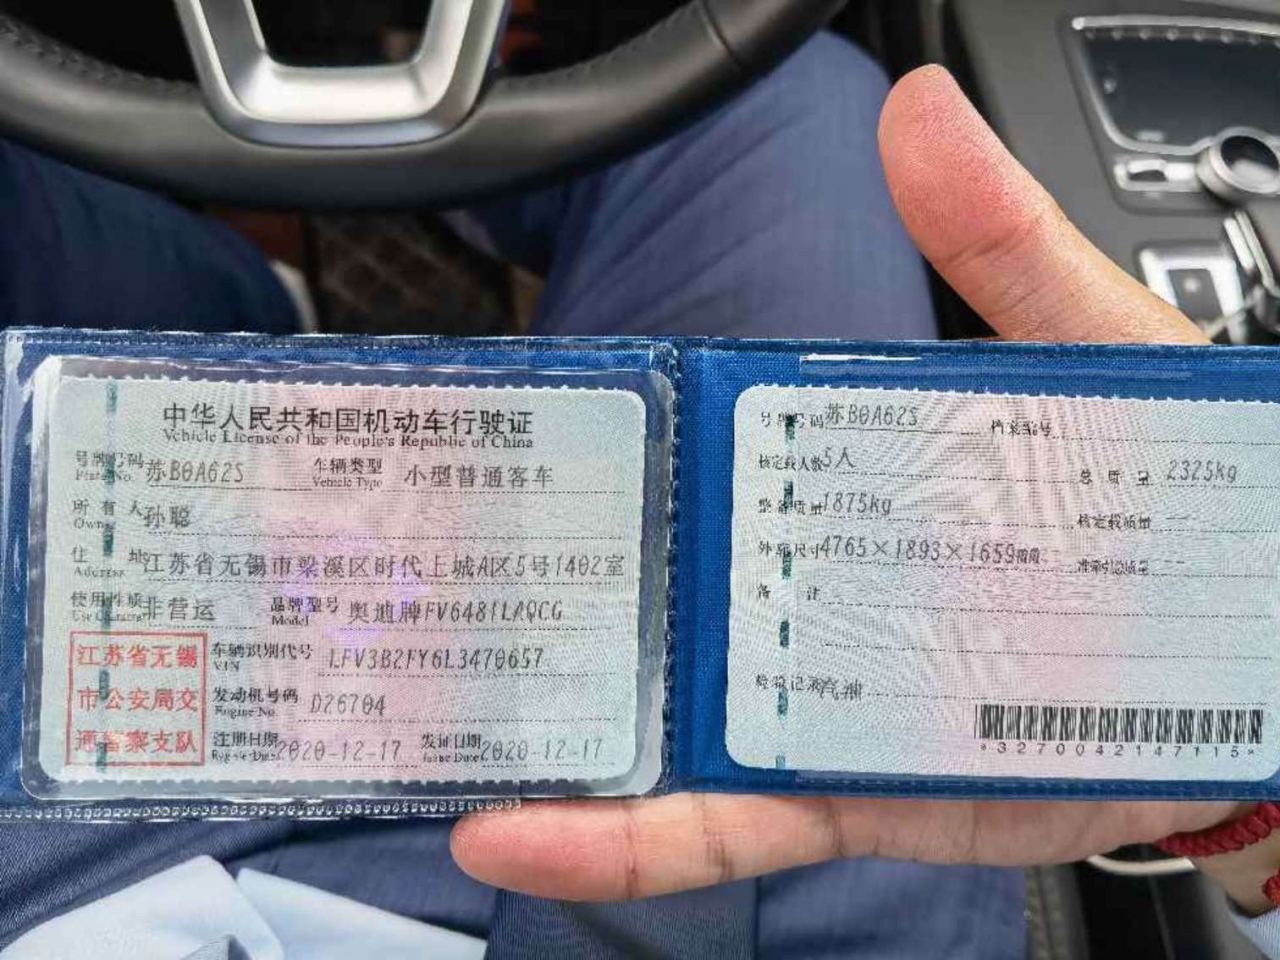 中华人民共和国机动车行驶证
Vehicle License of the People's Republic of China
号牌号码 苏B0A62S 车辆类型 小型普通客车
Plate No. Vehicle Type
所有人 孙聪
Owner
住址 江苏省无锡市梁溪区时代上城A区5号1402室
Address
使用性质 非营运 品牌型号 奥迪牌FV6481LAQCG
Use Character Model
江苏省无锡
市公安局交
通警察支队
车辆识别代号 LFV3B2FY6L3470657
VIN
发动机号码 D26704
Engine No.
注册日期 2020-12-17 发证日期 2020-12-17
Register Date Issue Date
号牌号码 苏B0A62S 档案编号
核定载人数 5人 总质量 2325kg
整备质量 1875kg 核定载质量
外廓尺寸 4765×1893×1659mm 准牵引总质量
备注
检验记录 汽油
*3270042147115*